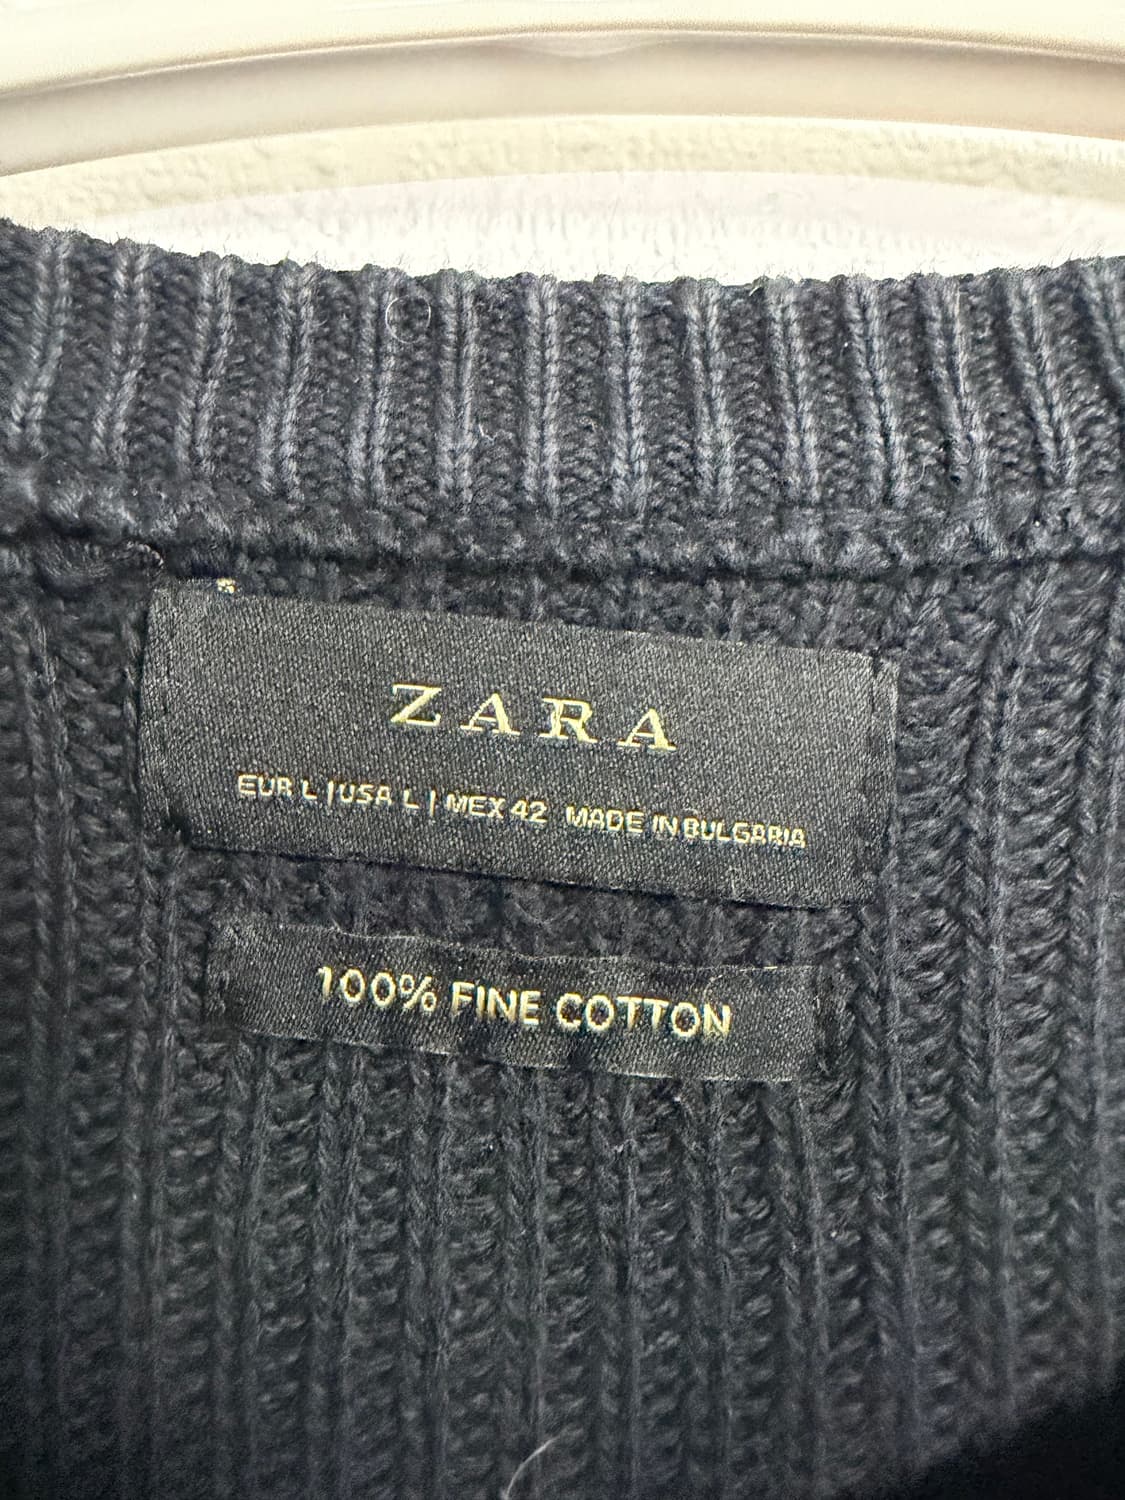 ZARA
EUR L | USA L | MEX 42 MADE IN BULGARIA
100% FINE COTTON